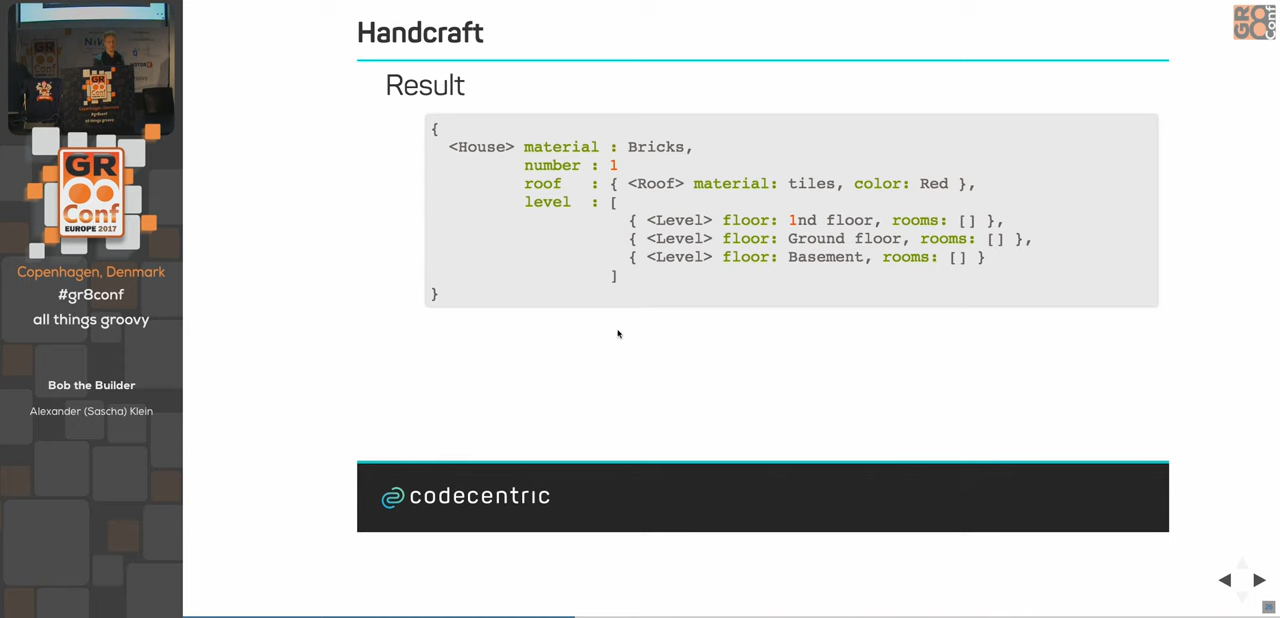 Handcraft
Result
{
<House> material : Bricks,
number : 1
roof : { <Roof> material: tiles, color: Red },
level : [
{ <Level> floor: 1nd floor, rooms: [] },
{ <Level> floor: Ground floor, rooms: [] },
{ <Level> floor: Basement, rooms: [] }
]
}
codecentric
GR8Conf
EUROPE 2017
Copenhagen, Denmark
#gr8conf
all things groovy
Bob the Builder
Alexander (Sascha) Klein
GR8Conf